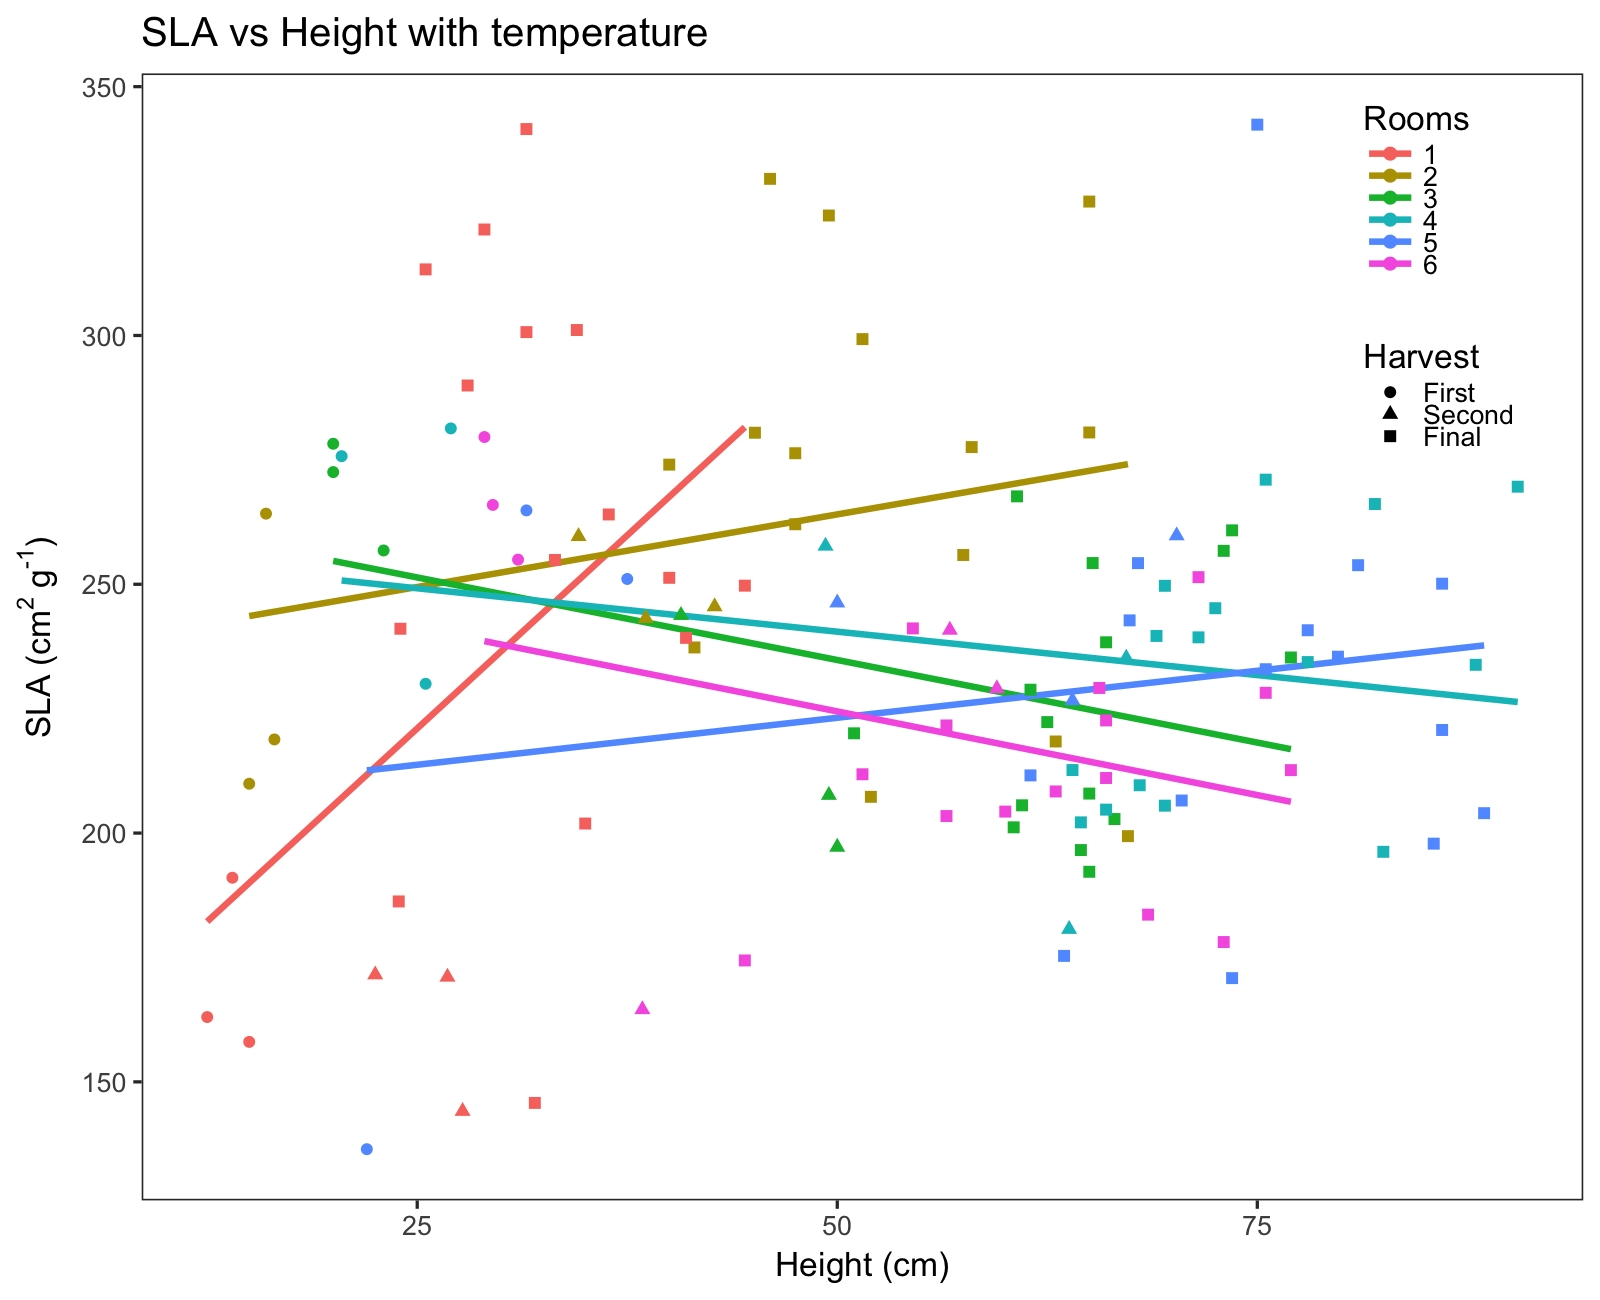 SLA vs Height with temperature
350
300
250
200
150
SLA (cm² g⁻¹)
25
50
75
Height (cm)
Rooms
1
2
3
4
5
6
Harvest
First
Second
Final